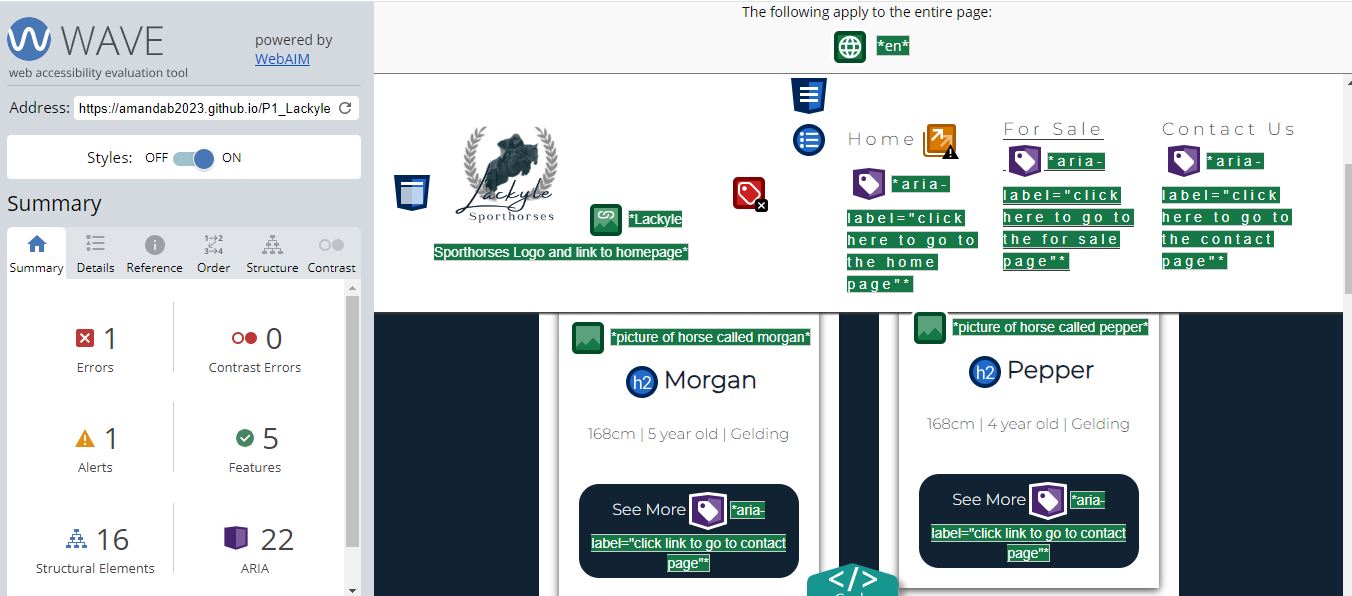 WAVE
web accessibility evaluation tool
powered by
WebAIM
Address: https://amandab2023.github.io/P1_Lackyle
Styles: OFF ON
Summary
Summary Details Reference Order Structure Contrast
1
Errors
0
Contrast Errors
1
Alerts
5
Features
16
Structural Elements
22
ARIA
The following apply to the entire page:
*en*
Lackyle
Sporthorses
*Lackyle
Sporthorses Logo and link to homepage*
Home
*aria-
label="click
here to go to
the home
page"*
For Sale
*aria-
label="click
here to go to
the for sale
page"*
Contact Us
*aria-
label="click
here to go to
the contact
page"*
*picture of horse called morgan*
h2 Morgan
168cm | 5 year old | Gelding
See More *aria-
label="click link to go to contact
page"*
*picture of horse called pepper*
h2 Pepper
168cm | 4 year old | Gelding
See More *aria-
label="click link to go to contact
page"*
</>